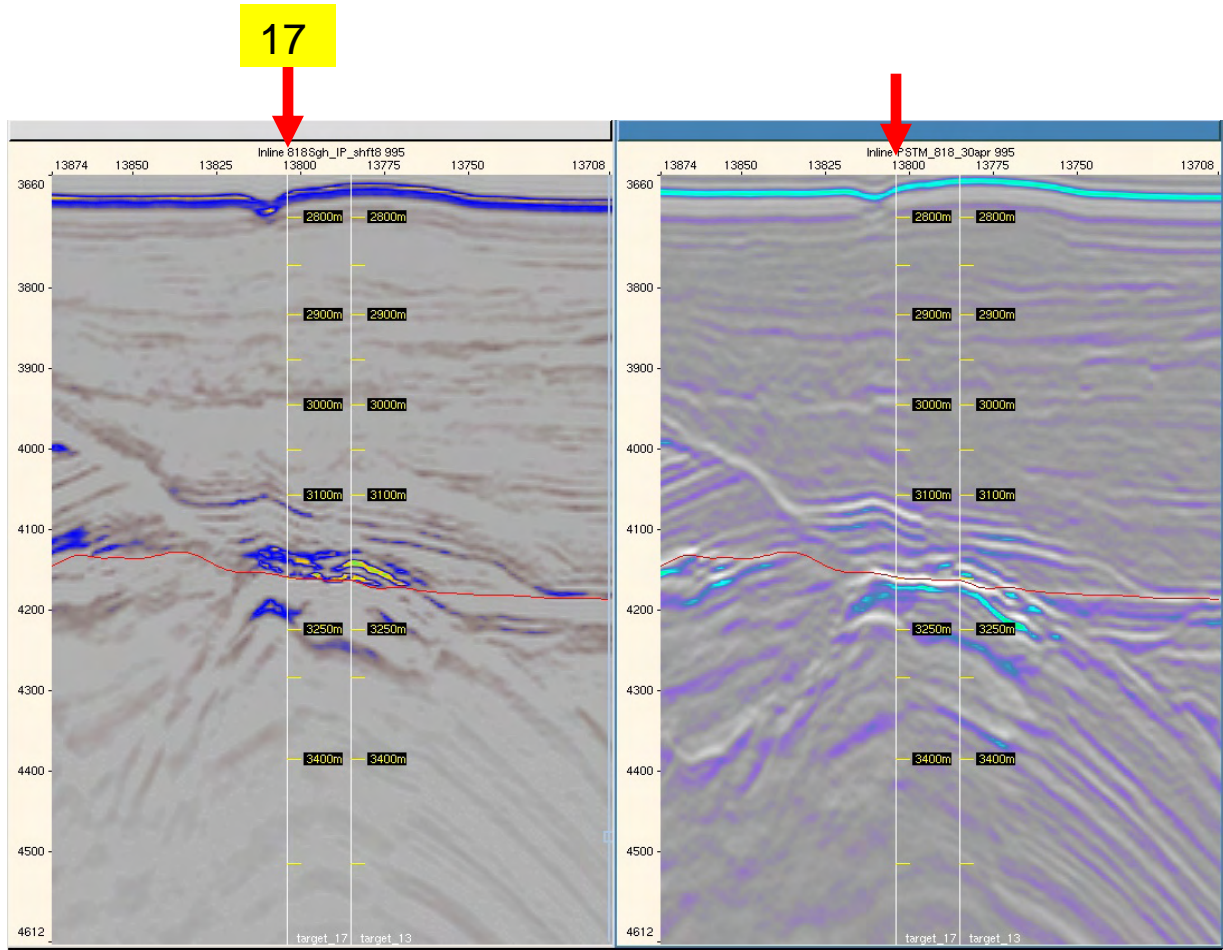 17
Inline 818Sgh_IP_shft8 995
13874 13850 13825 13800 13775 13750 13708
3660
2800m 2800m
3800
2900m 2900m
3900
3000m 3000m
4000
3100m 3100m
4100
4200
3250m 3250m
4300
3400m 3400m
4400
4500
4612
target_17 target_13
Inline PSTM_818_30apr 995
13874 13850 13825 13800 13775 13750 13708
3660
2800m 2800m
3800
2900m 2900m
3900
3000m 3000m
4000
3100m 3100m
4100
4200
3250m 3250m
4300
3400m 3400m
4400
4500
4612
target_17 target_13